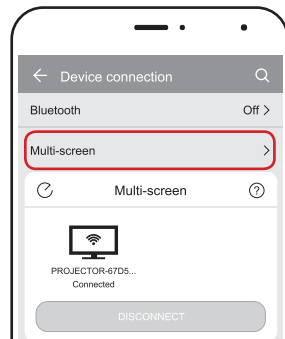 Device connection
Bluetooth Off >
Multi-screen >
Multi-screen
PROJECTOR-67D5...
Connected
DISCONNECT